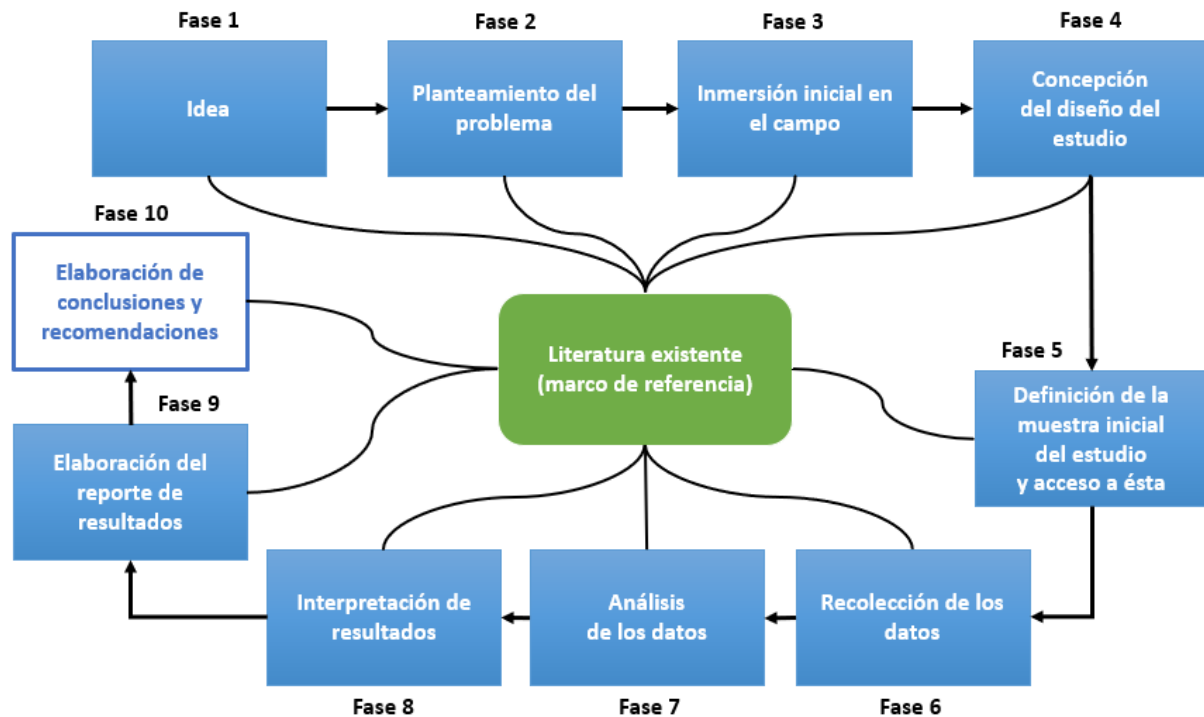 Fase 1
Idea
Fase 2
Planteamiento del
problema
Fase 3
Inmersión inicial en
el campo
Fase 4
Concepción
del diseño del
estudio
Fase 10
Elaboración de
conclusiones y
recomendaciones
Literatura existente
(marco de referencia)
Fase 5
Definición de la
muestra inicial
del estudio
y acceso a ésta
Fase 9
Elaboración del
reporte de
resultados
Interpretación de
resultados
Fase 8
Análisis
de los datos
Fase 7
Recolección de los
datos
Fase 6